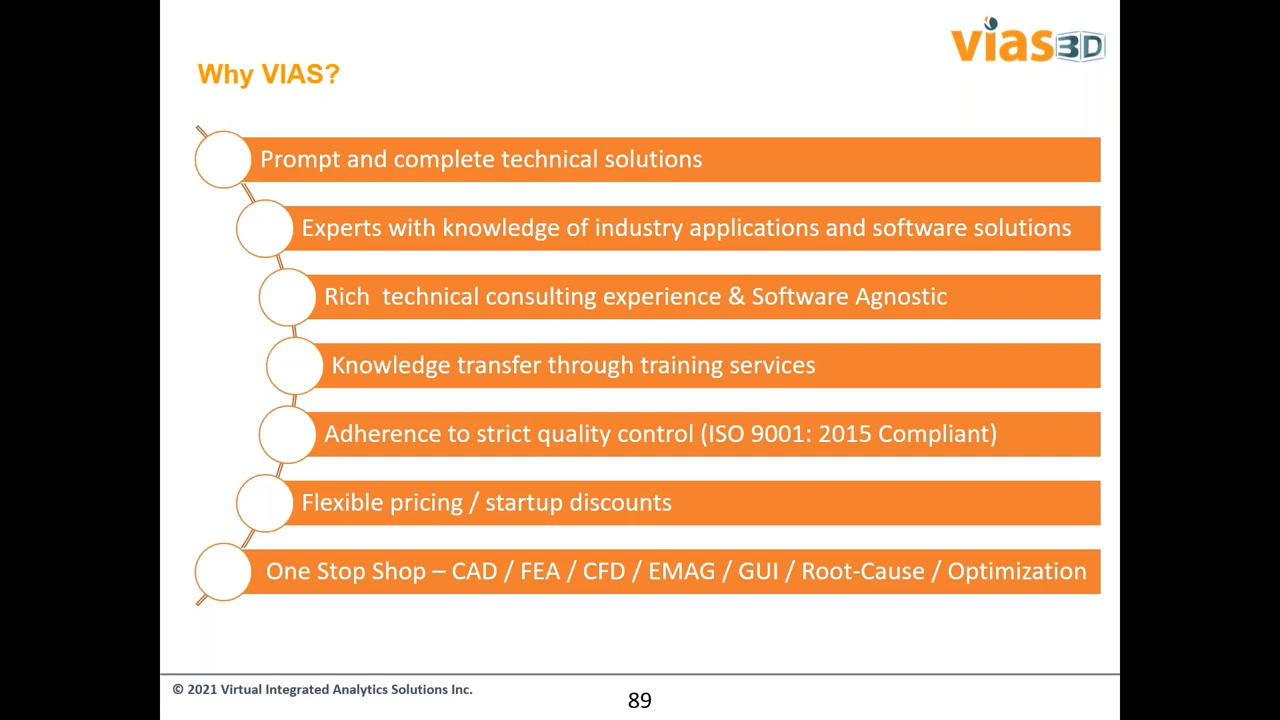 vias3D
Why VIAS?
Prompt and complete technical solutions
Experts with knowledge of industry applications and software solutions
Rich  technical consulting experience & Software Agnostic
Knowledge transfer through training services
Adherence to strict quality control (ISO 9001: 2015 Compliant)
Flexible pricing / startup discounts
One Stop Shop – CAD / FEA / CFD / EMAG / GUI / Root-Cause / Optimization
© 2021 Virtual Integrated Analytics Solutions Inc.
89